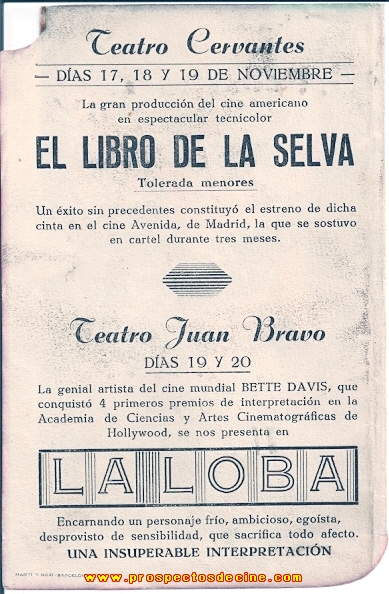 Teatro Cervantes
— DÍAS 17, 18 Y 19 DE NOVIEMBRE —
La gran producción del cine americano
en espectacular tecnicolor
EL LIBRO DE LA SELVA
Tolerada menores
Un éxito sin precedentes constituyó el estreno de dicha
cinta en el cine Avenida, de Madrid, la que se sostuvo
en cartel durante tres meses.
Teatro Juan Bravo
DÍAS 19 Y 20
La genial artista del cine mundial BETTE DAVIS, que
conquistó 4 primeros premios de interpretación en la
Academia de Ciencias y Artes Cinematográficas de
Hollywood, se nos presenta en
LA LOBA
Encarnando un personaje frío, ambicioso, egoísta,
desprovisto de sensibilidad, que sacrifica todo afecto.
UNA INSUPERABLE INTERPRETACIÓN
MARTÍ Y MARÍ-BARCELONA
www.prospectosdecine.com